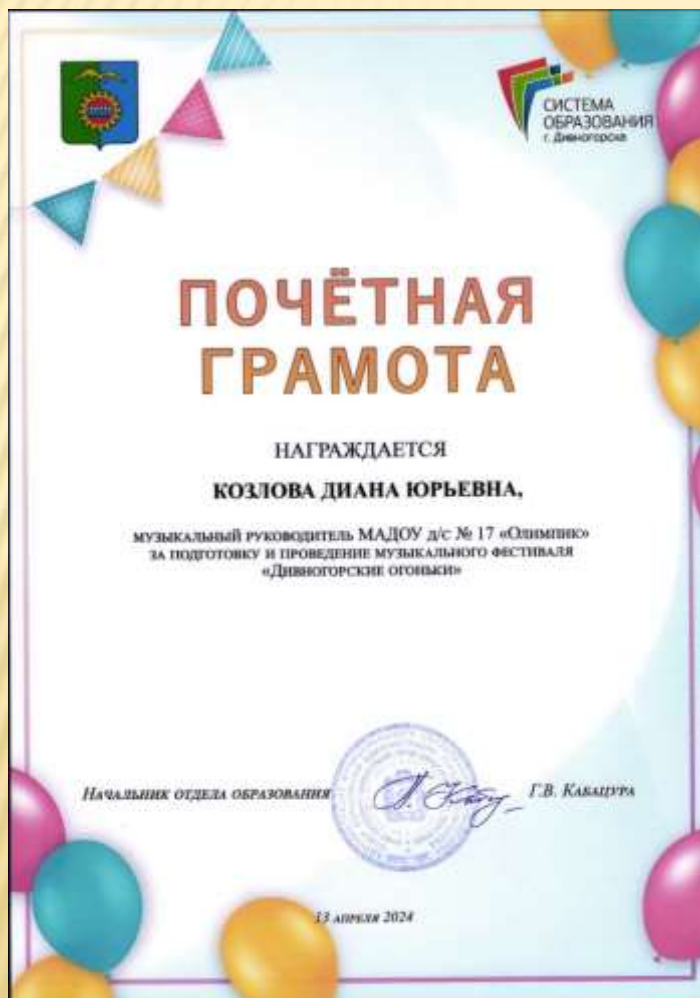 СИСТЕМА
ОБРАЗОВАНИЯ
г. Дивногорска
ПОЧЁТНАЯ
ГРАМОТА
НАГРАЖДАЕТСЯ
КОЗЛОВА ДИАНА ЮРЬЕВНА,
МУЗЫКАЛЬНЫЙ РУКОВОДИТЕЛЬ МАДОУ Д/С № 17 «ОЛИМПИК»
ЗА ПОДГОТОВКУ И ПРОВЕДЕНИЕ МУЗЫКАЛЬНОГО ФЕСТИВАЛЯ
«ДИВНОГОРСКИЕ ОГОНЬКИ»
НАЧАЛЬНИК ОТДЕЛА ОБРАЗОВАНИЯ Г.В. КАБАЦУРА
13 АПРЕЛЯ 2024